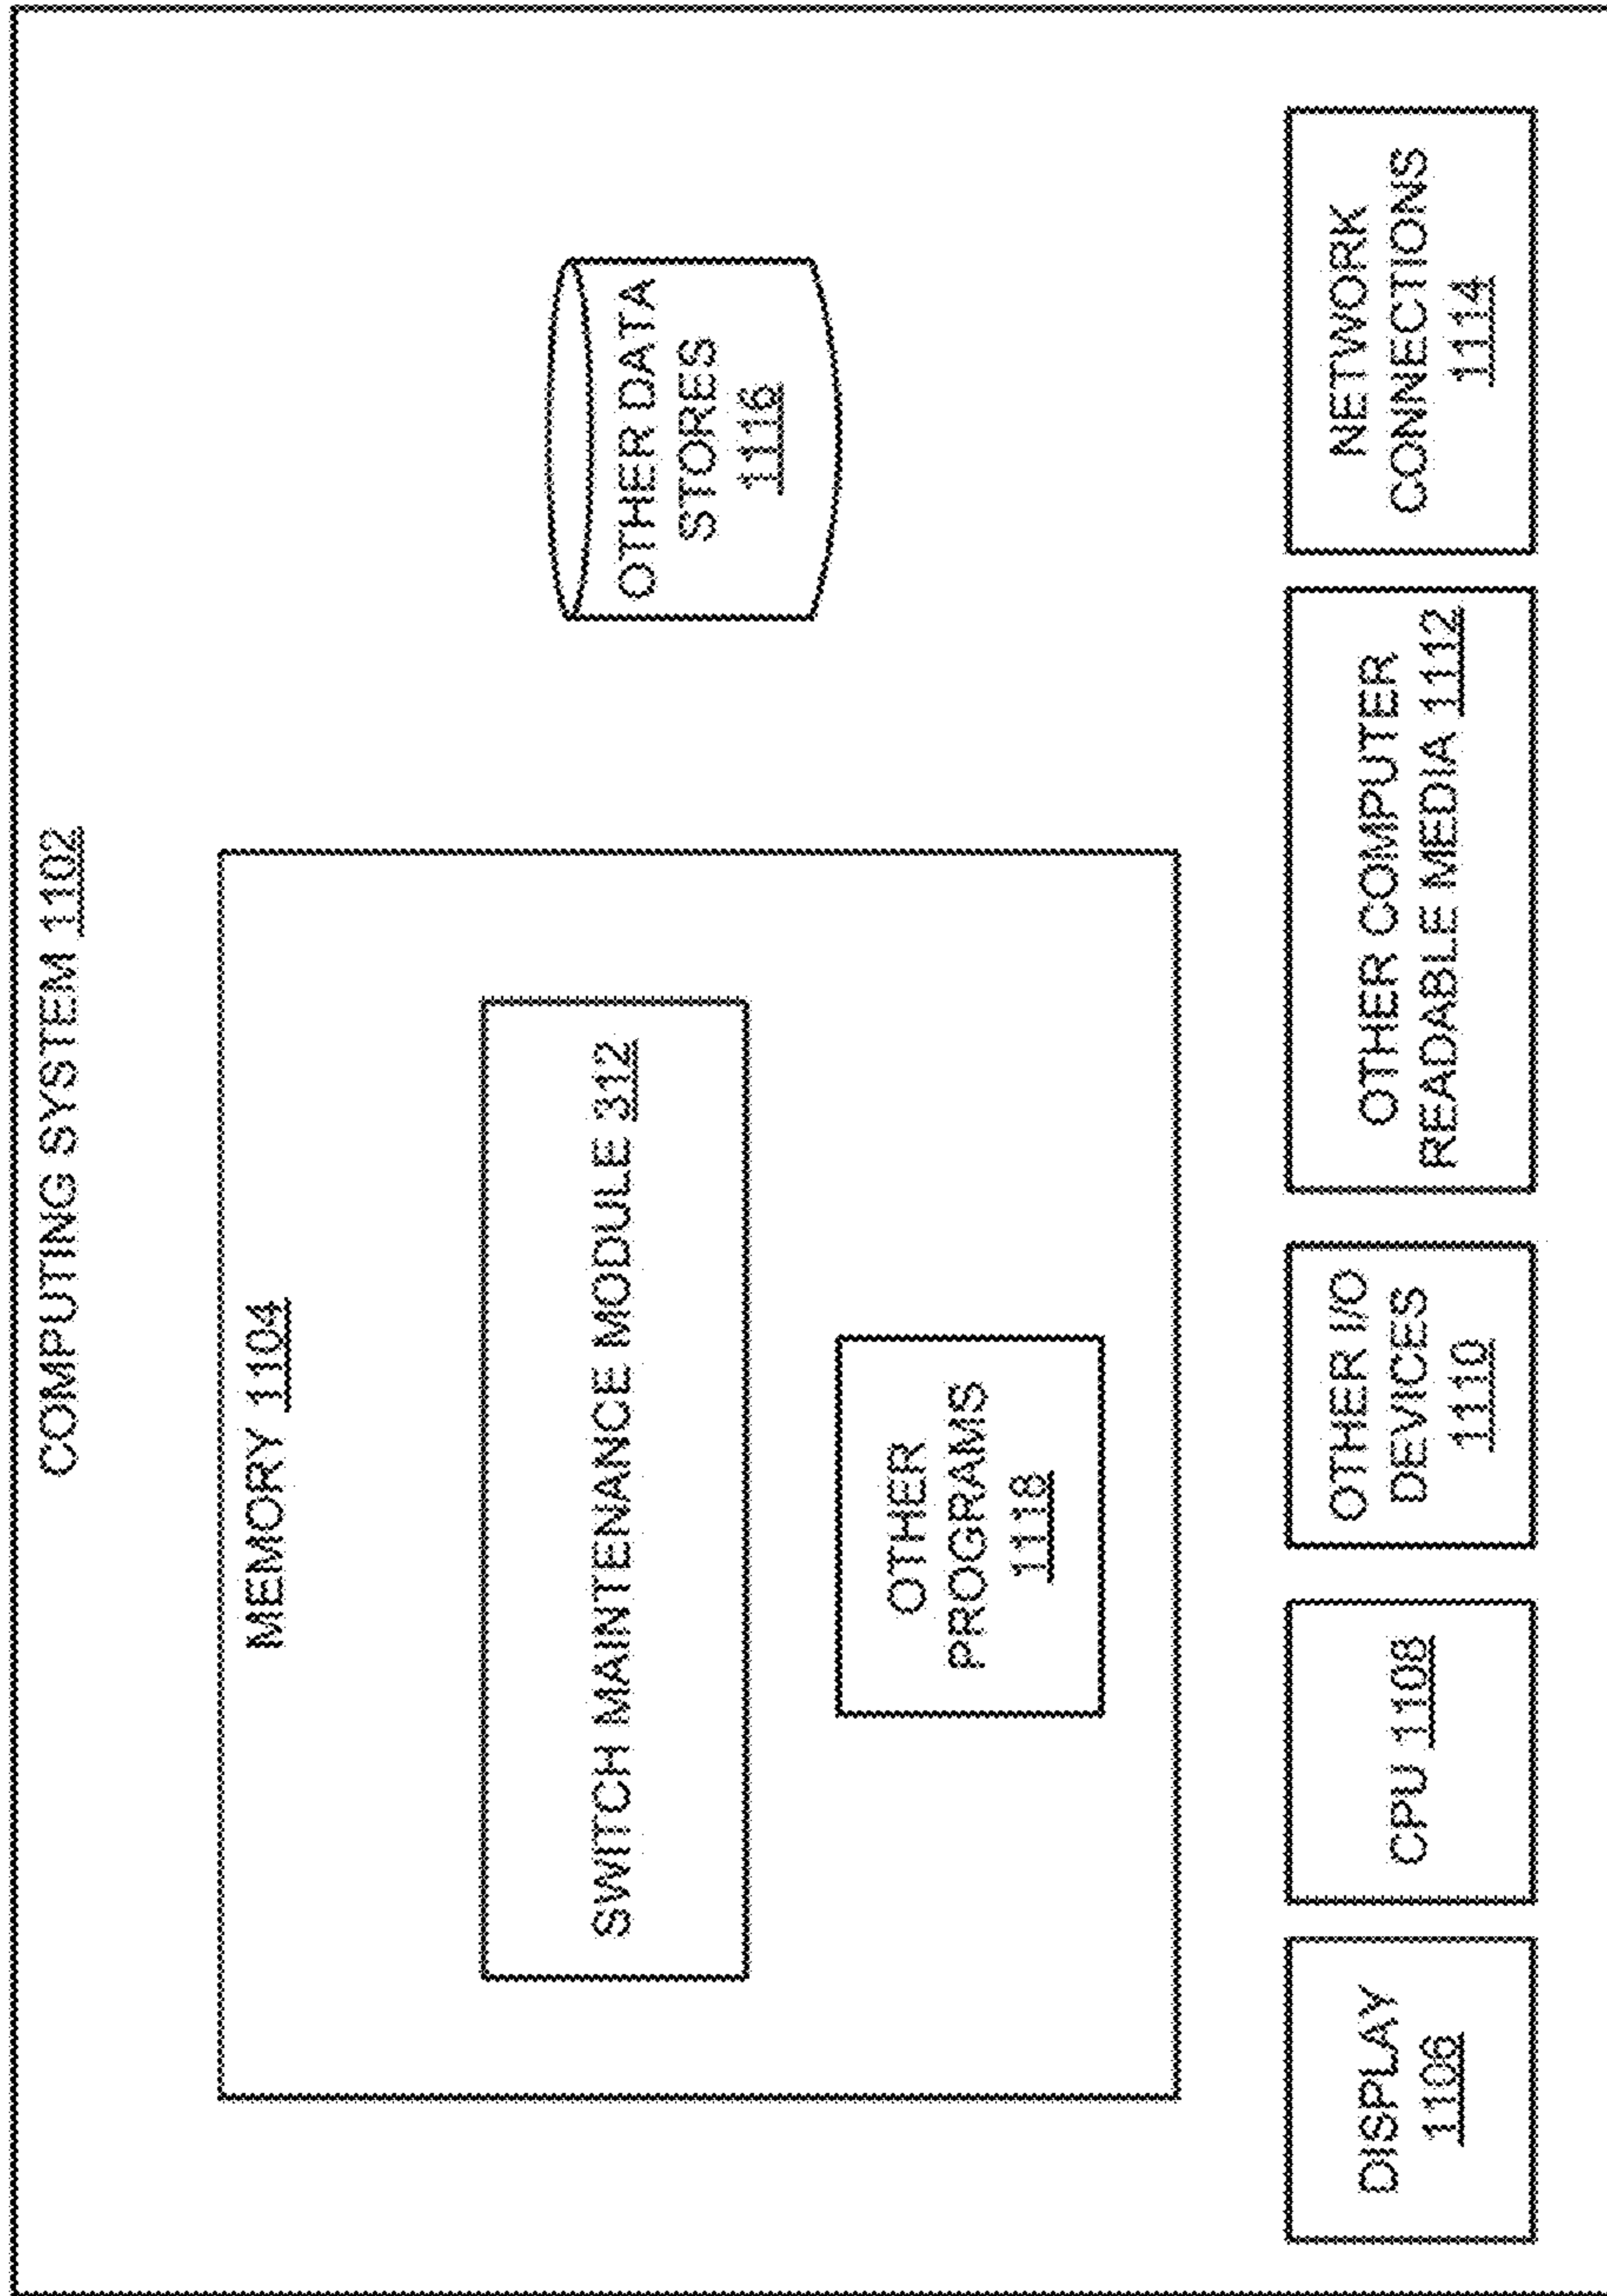 COMPUTING SYSTEM 1102
MEMORY 1104
SWITCH MAINTENANCE MODULE 312
OTHER
PROGRAMS
1118
OTHER DATA
STORES
1116
DISPLAY
1106
CPU 1108
OTHER I/O
DEVICES
1110
OTHER COMPUTER
READABLE MEDIA 1112
NETWORK
CONNECTIONS
1114